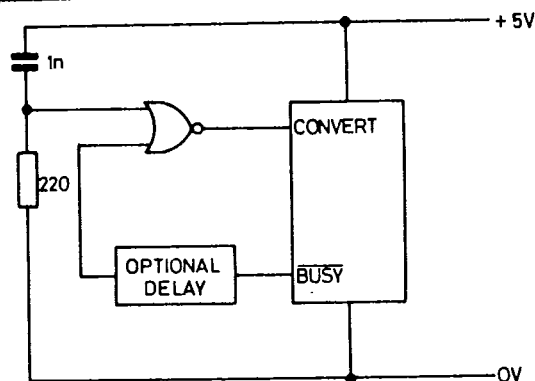 + 5V
1n
CONVERT
220
OPTIONAL
DELAY
BUSY
0V